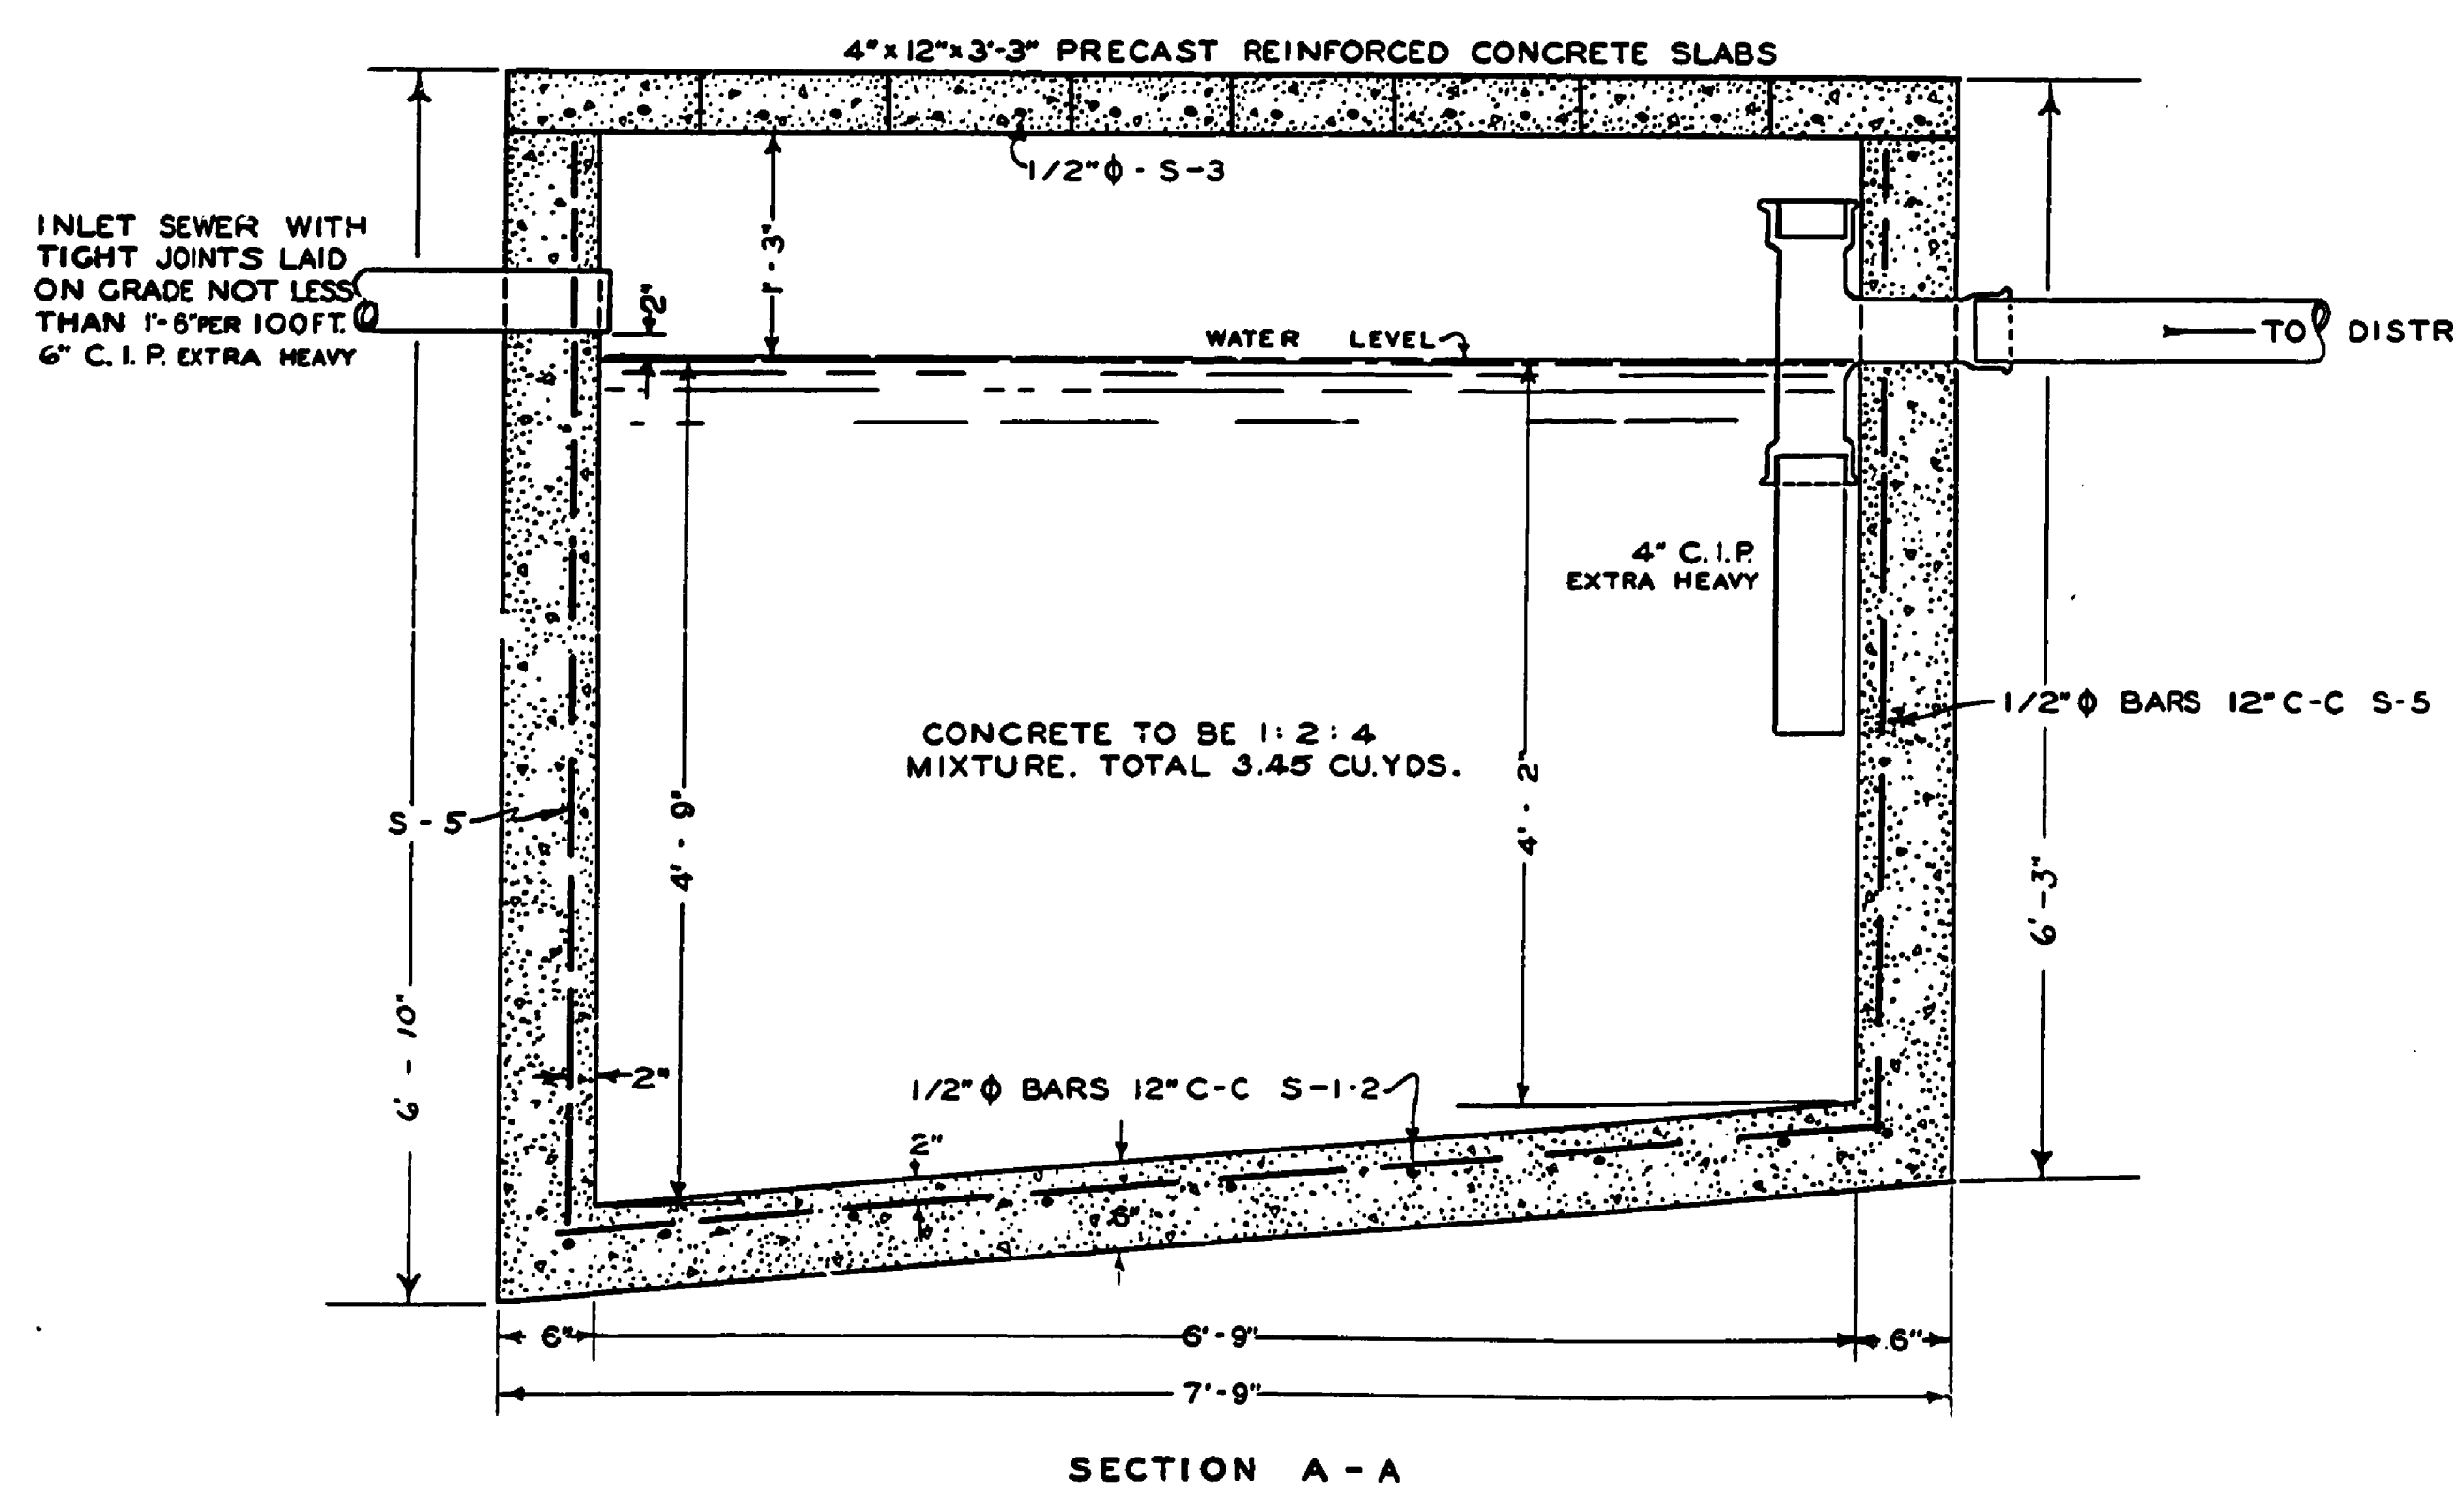 4"x12"x3'-3" PRECAST REINFORCED CONCRETE SLABS
1/2"ϕ - S-3
INLET SEWER WITH
TIGHT JOINTS LAID
ON GRADE NOT LESS
THAN 1'-6"PER 100FT.
6" C.I.P. EXTRA HEAVY
2"
1'-3"
WATER LEVEL
TO DISTR
4" C.I.P.
EXTRA HEAVY
1/2"ϕ BARS 12"C-C S-5
CONCRETE TO BE 1:2:4
MIXTURE. TOTAL 3.45 CU.YDS.
S-5
4'-9"
4'-2"
6'-3"
6'-10"
2"
1/2"ϕ BARS 12"C-C S-1-2
2"
6"
6"
6'-9"
6"
7'-9"
SECTION A-A